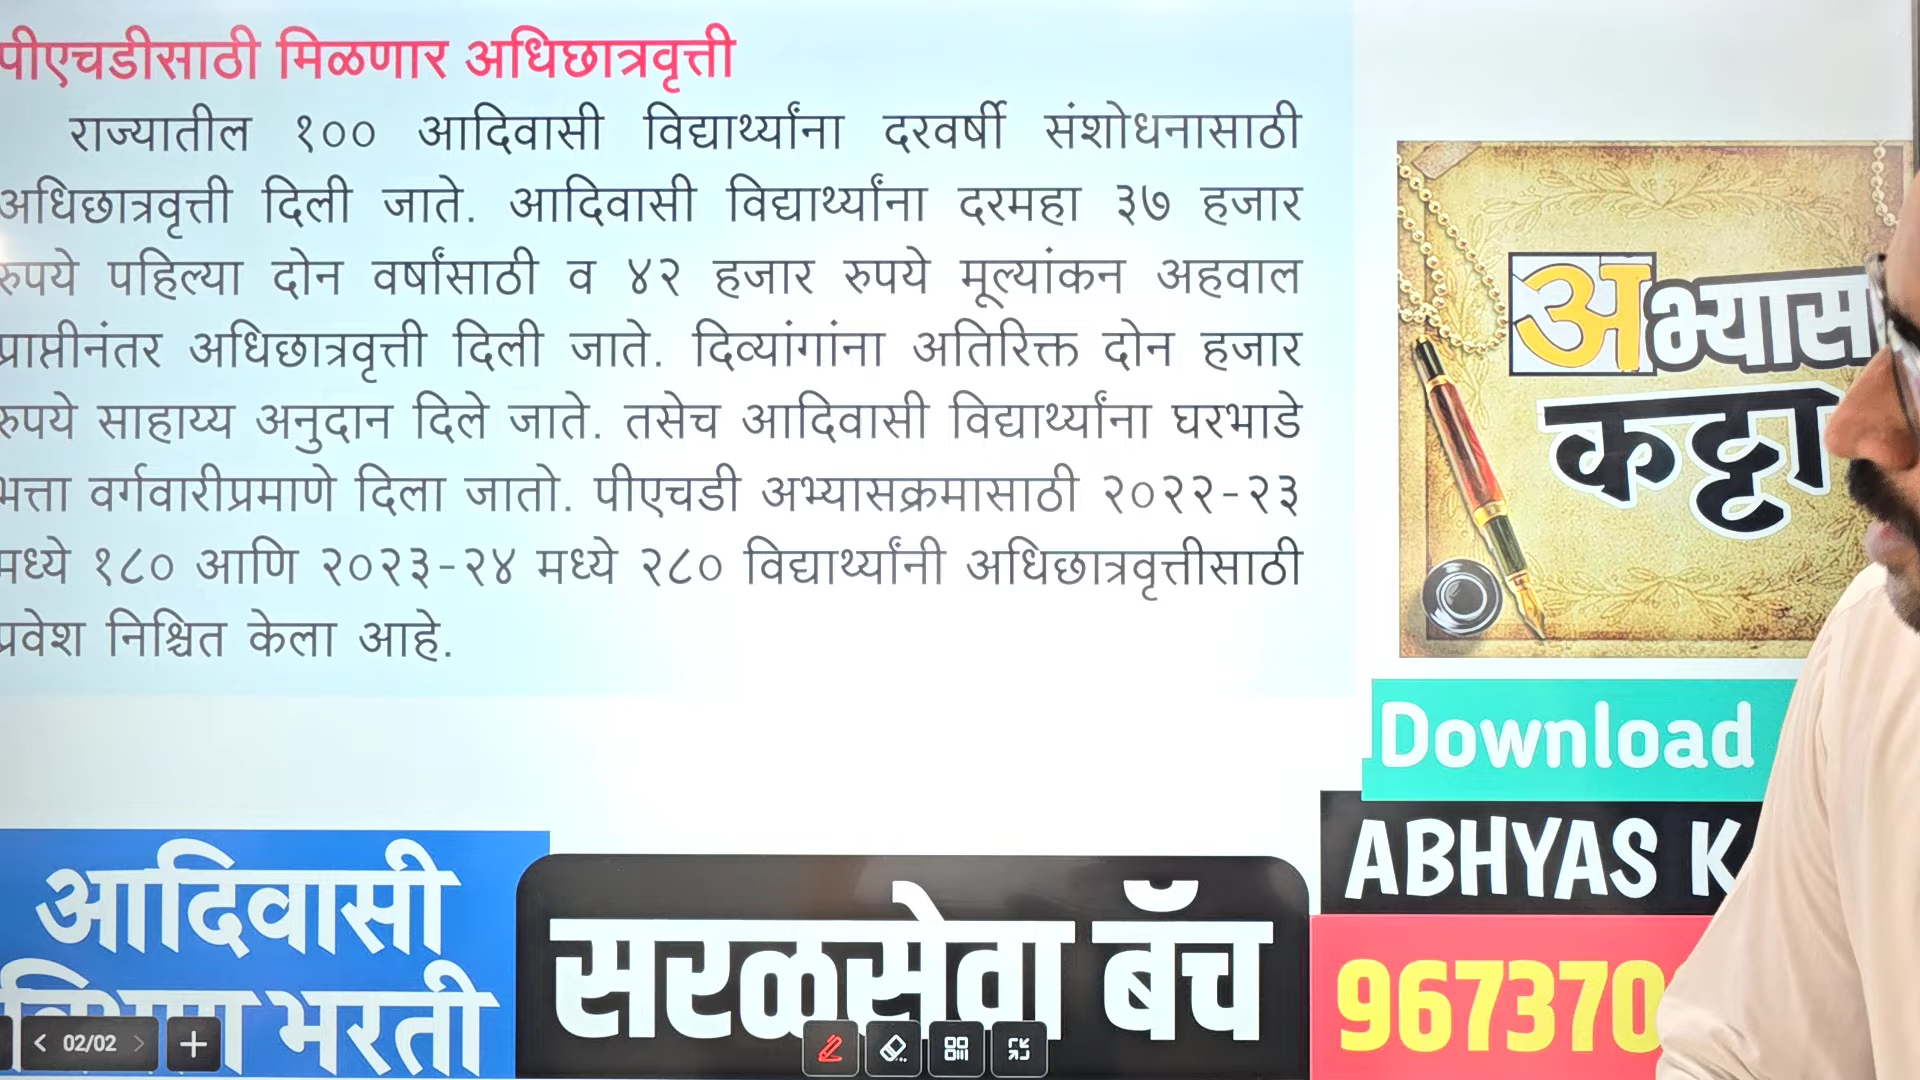 पीएचडीसाठी मिळणार अधिछात्रवृत्ती
राज्यातील १०० आदिवासी विद्यार्थ्यांना दरवर्षी संशोधनासाठी
अधिछात्रवृत्ती दिली जाते. आदिवासी विद्यार्थ्यांना दरमहा ३७ हजार
रुपये पहिल्या दोन वर्षांसाठी व ४२ हजार रुपये मूल्यांकन अहवाल
प्राप्तीनंतर अधिछात्रवृत्ती दिली जाते. दिव्यांगांना अतिरिक्त दोन हजार
रुपये साहाय्य अनुदान दिले जाते. तसेच आदिवासी विद्यार्थ्यांना घरभाडे
भत्ता वर्गवारीप्रमाणे दिला जातो. पीएचडी अभ्यासक्रमासाठी २०२२-२३
मध्ये १८० आणि २०२३-२४ मध्ये २८० विद्यार्थ्यांनी अधिछात्रवृत्तीसाठी
प्रवेश निश्चित केला आहे.
अभ्यास
कट्टा
Download
ABHYAS K
967370
आदिवासी
भरती
सरळसेवा बॅच
02/02